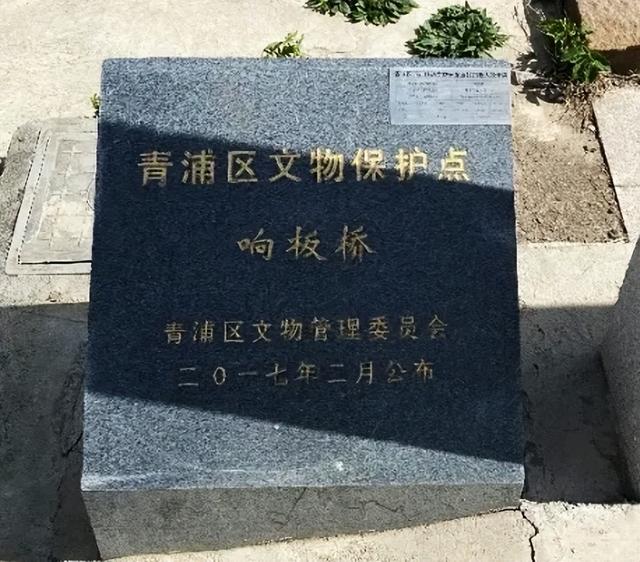 青浦区文物保护点
响板桥
青浦区文物管理委员会
二〇一七年二月公布